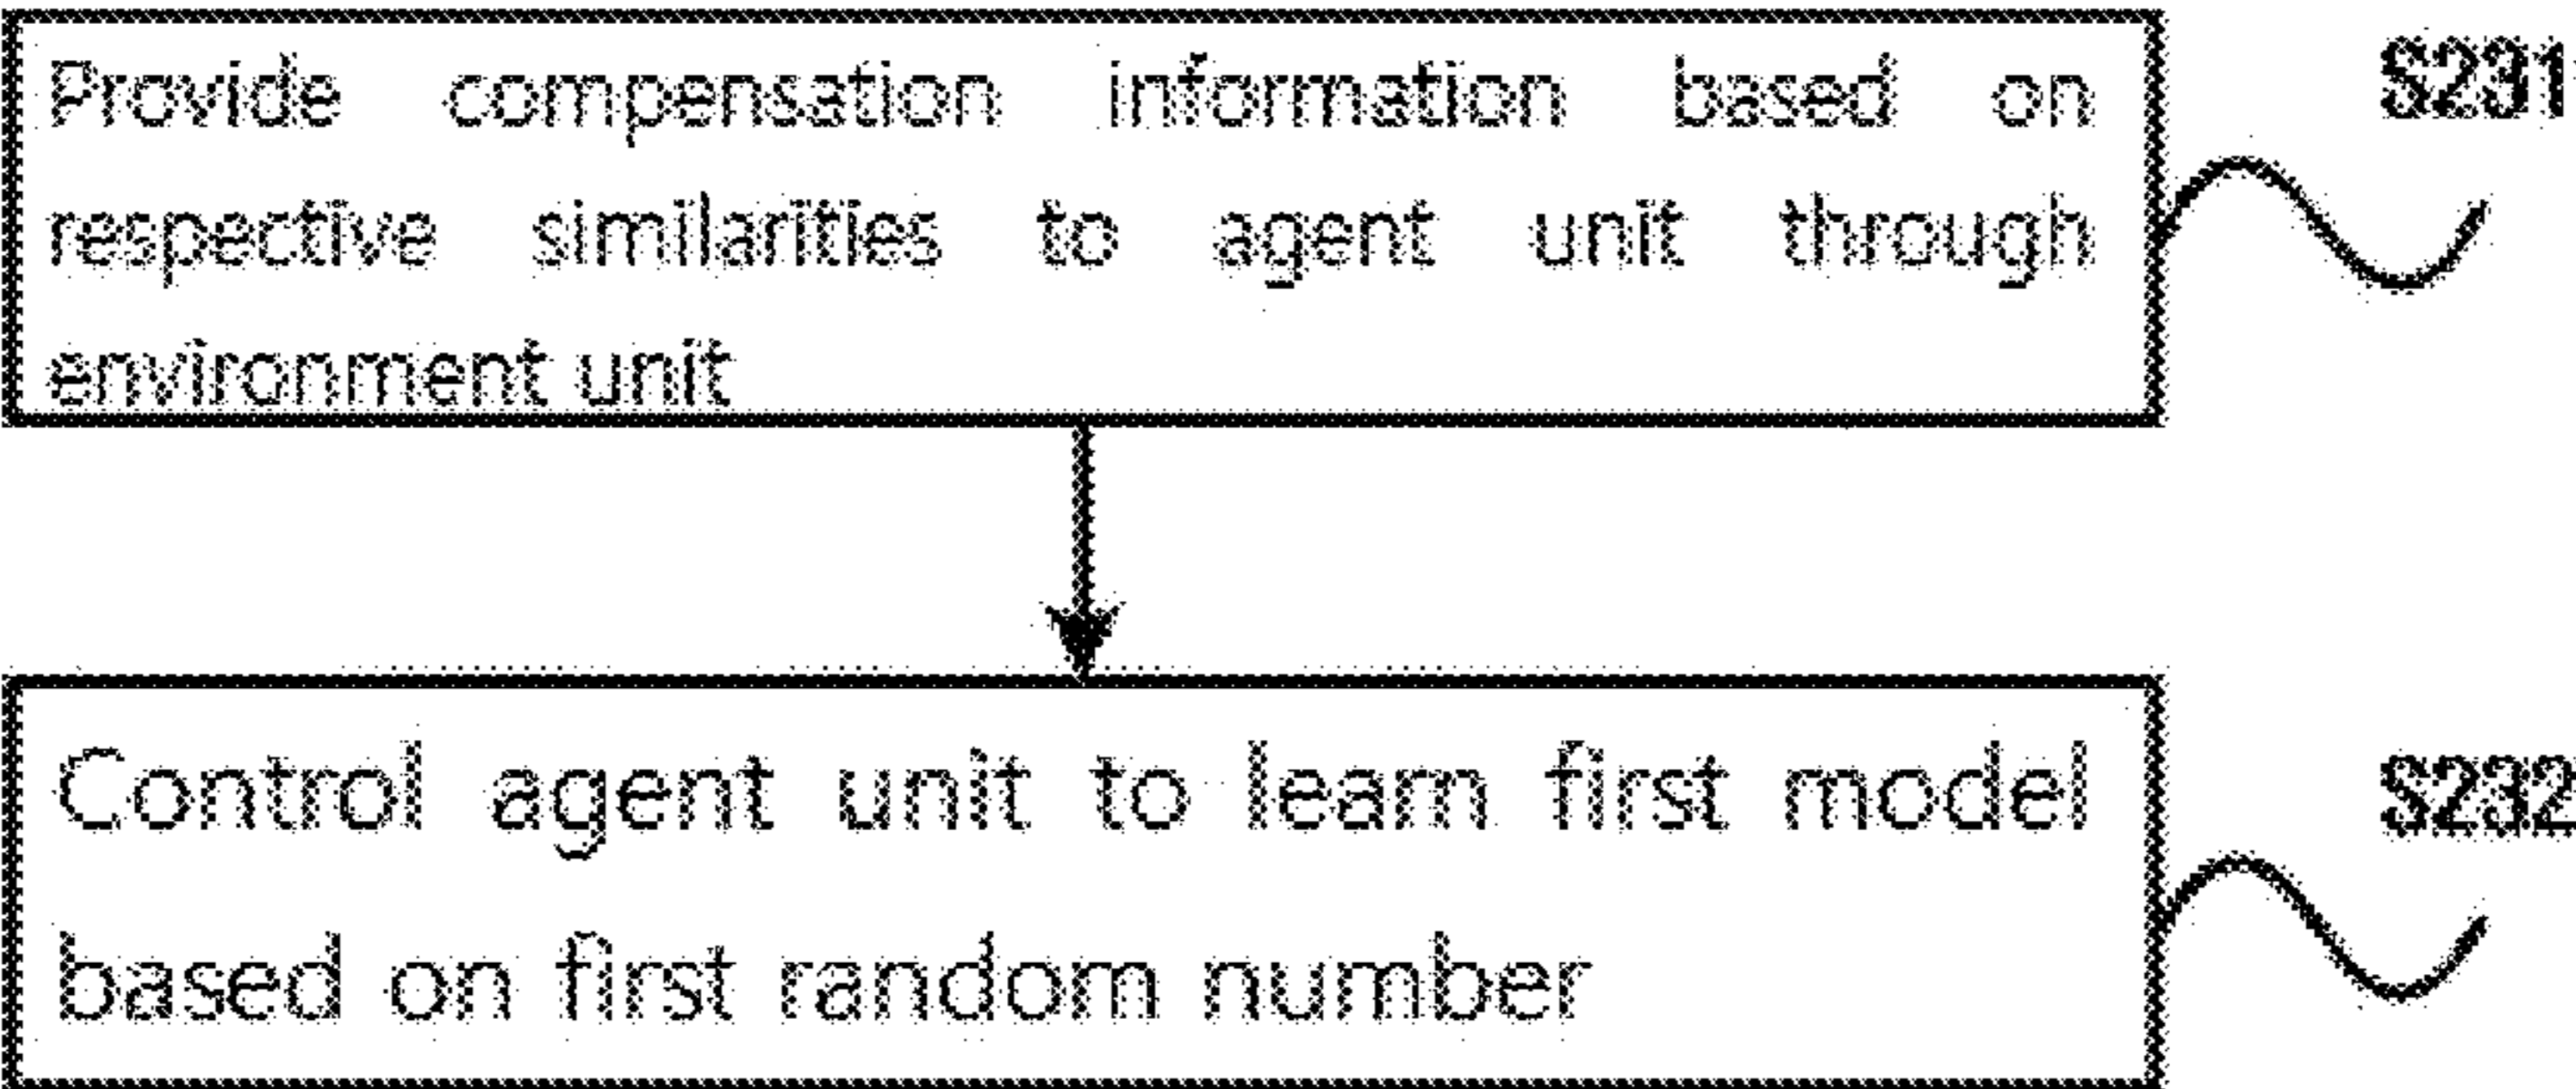 Provide compensation information based on
respective similarities to agent unit through
environment unit
S231
Control agent unit to learn first model
based on first random number
S232